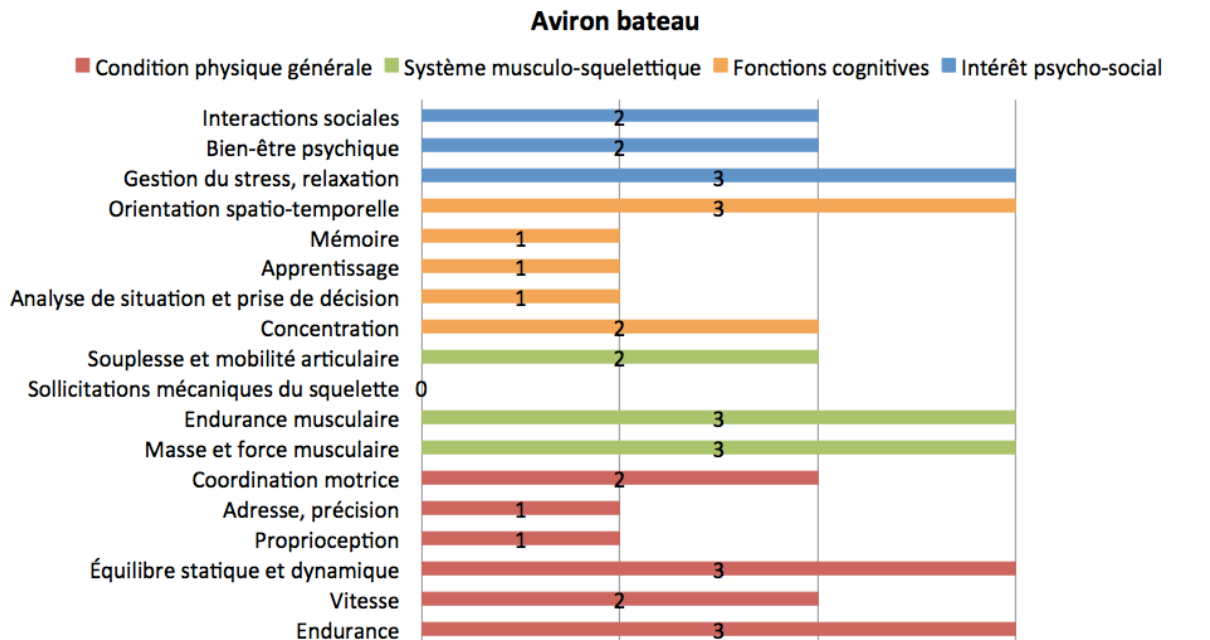 Aviron bateau
Condition physique générale Système musculo-squelettique Fonctions cognitives Intérêt psycho-social
Interactions sociales 2
Bien-être psychique 2
Gestion du stress, relaxation 3
Orientation spatio-temporelle 3
Mémoire 1
Apprentissage 1
Analyse de situation et prise de décision 1
Concentration 2
Souplesse et mobilité articulaire 2
Sollicitations mécaniques du squelette 0
Endurance musculaire 3
Masse et force musculaire 3
Coordination motrice 2
Adresse, précision 1
Proprioception 1
Équilibre statique et dynamique 3
Vitesse 2
Endurance 3